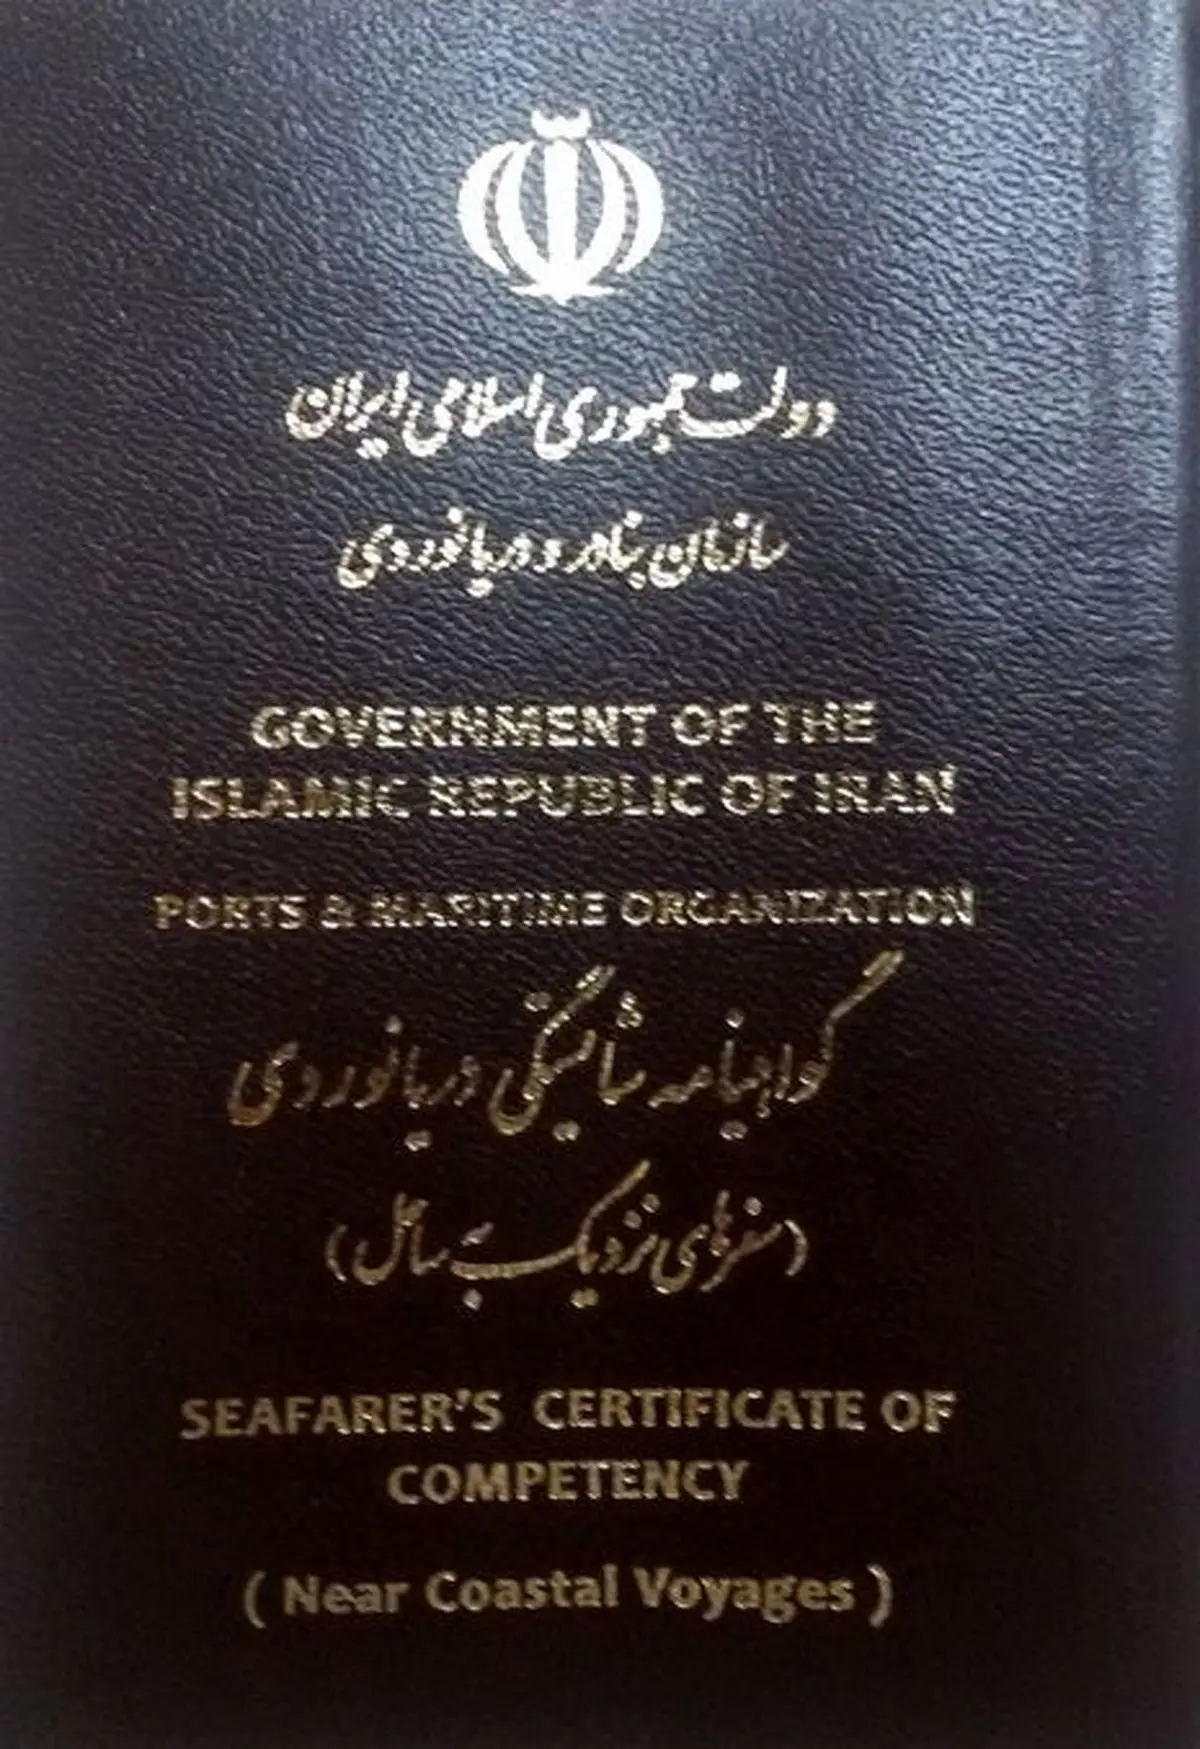 دولت جمهوری اسلامی ایران
سازمان بنادر و دریانوردی
GOVERNMENT OF THE
ISLAMIC REPUBLIC OF IRAN
PORTS & MARITIME ORGANIZATION
گواهینامه شایستگی دریانوردی
(سفرهای نزدیک به ساحل)
SEAFARER'S CERTIFICATE OF
COMPETENCY
( Near Coastal Voyages )